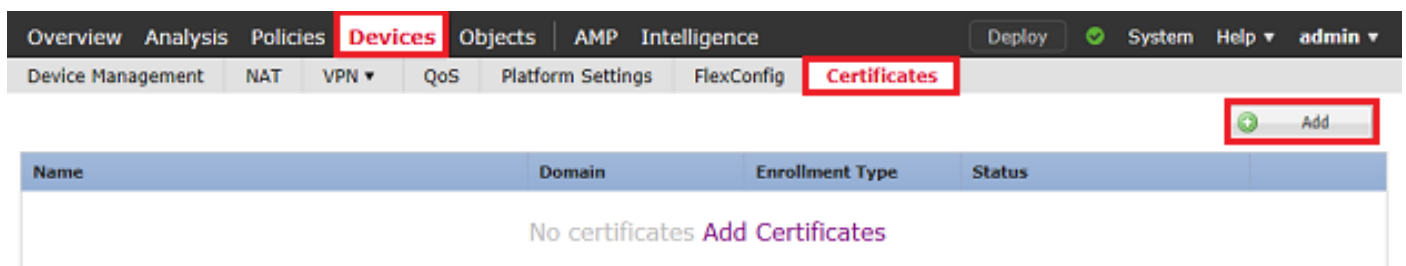 Overview Analysis Policies Devices Objects AMP Intelligence Deploy System Help ▾ admin ▾
Device Management NAT VPN ▾ QoS Platform Settings FlexConfig Certificates
Add
Name Domain Enrollment Type Status
No certificates Add Certificates